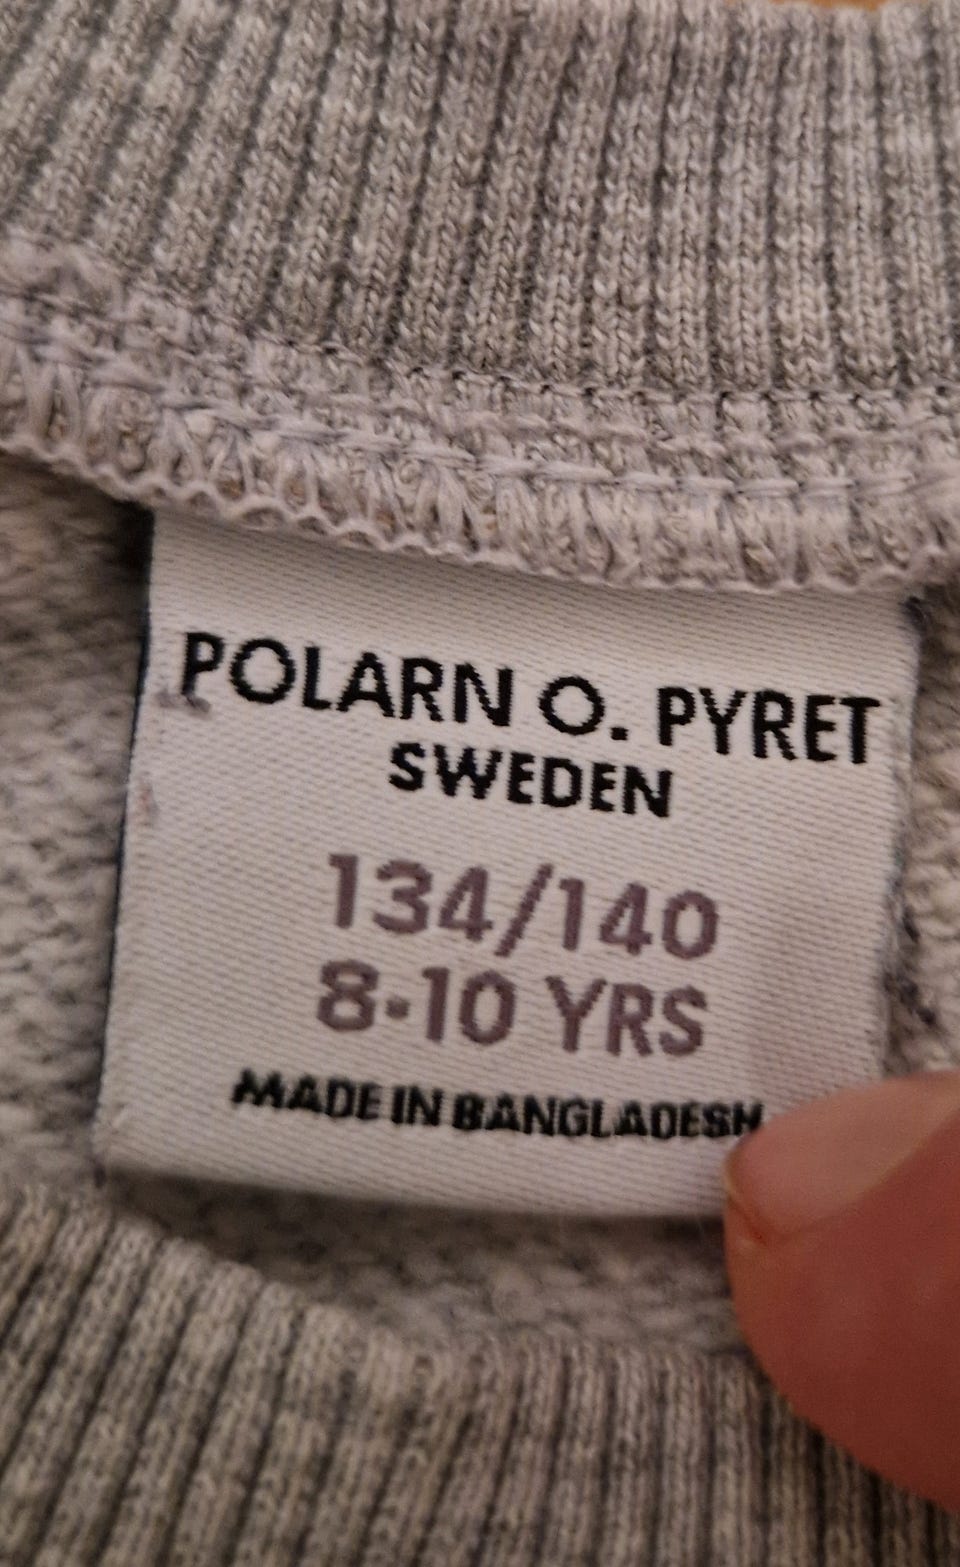 POLARN O. PYRET
SWEDEN
134/140
8-10 YRS
MADE IN BANGLADESH